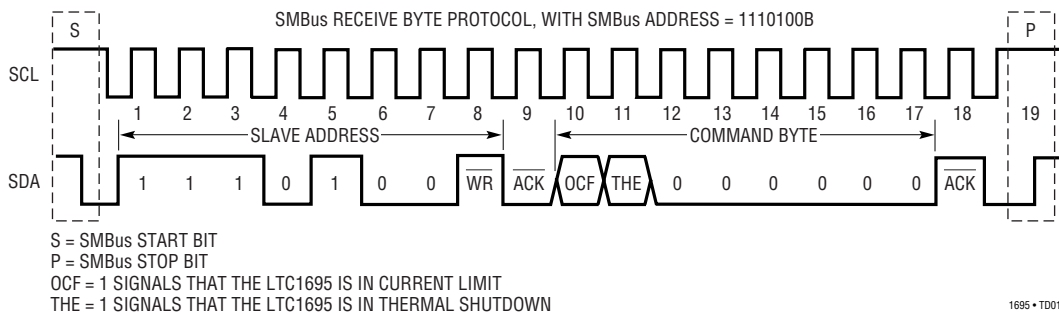 SMBus RECEIVE BYTE PROTOCOL, WITH SMBus ADDRESS = 1110100B
S P
SCL
1 2 3 4 5 6 7 8 9 10 11 12 13 14 15 16 17 18 19
SLAVE ADDRESS COMMAND BYTE
SDA 1 1 1 0 1 0 0 W̅R̅ A̅C̅K̅ OCF THE 0 0 0 0 0 0 A̅C̅K̅
S = SMBus START BIT
P = SMBus STOP BIT
OCF = 1 SIGNALS THAT THE LTC1695 IS IN CURRENT LIMIT
THE = 1 SIGNALS THAT THE LTC1695 IS IN THERMAL SHUTDOWN
1695 • TD01